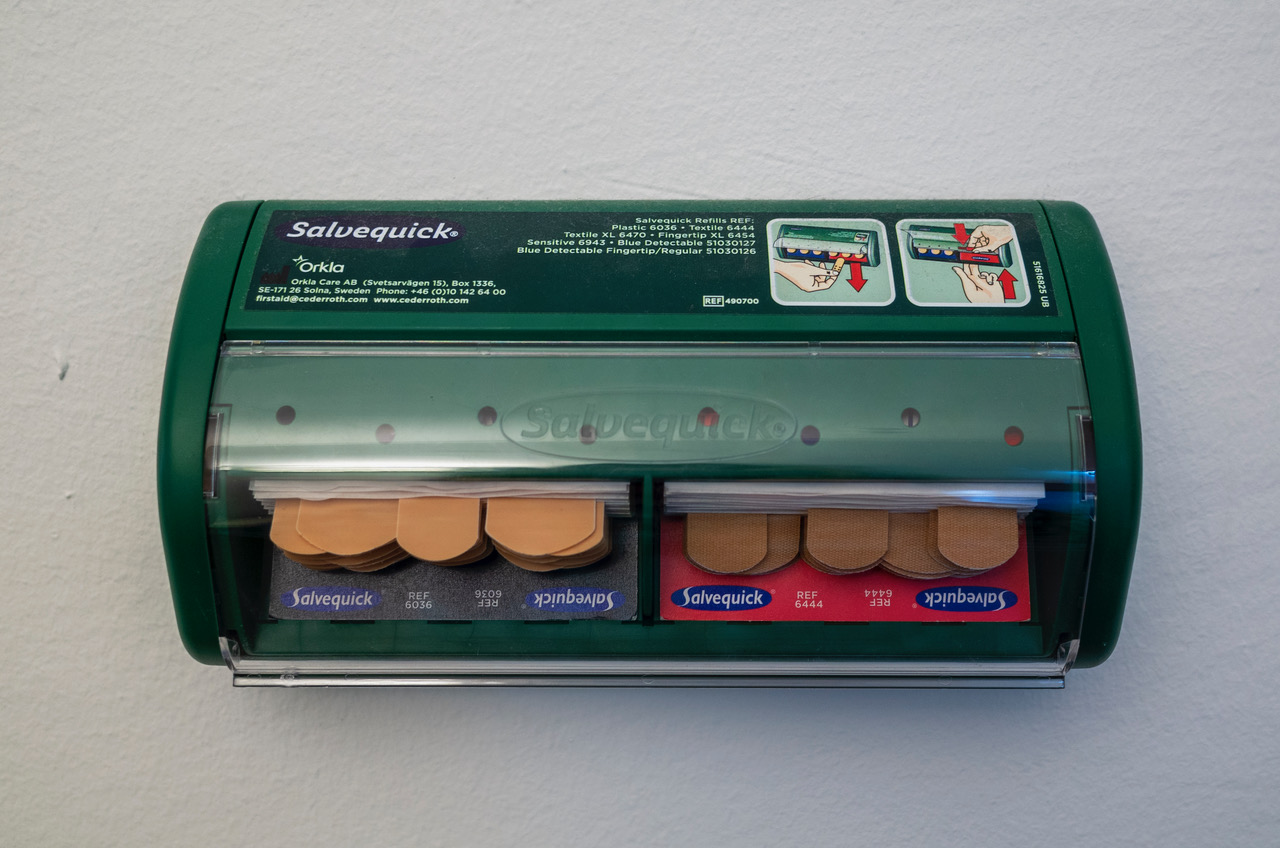 Salvequick®
Orkla
Orkla Care AB (Svetsarvägen 15), Box 1336,
SE-171 26 Solna, Sweden Phone: +46 (0)10 142 64 00
firstaid@cederroth.com www.cederroth.com
Salvequick Refills REF:
Plastic 6036 • Textile 6444
Textile XL 6470 • Fingertip XL 6454
Sensitive 6943 • Blue Detectable 51030127
Blue Detectable Fingertip/Regular 51030126
REF 490700
51616825 UB
Salvequick®
Salvequick REF 6036 REF 6036 Salvequick
Salvequick REF 6444 REF 6444 Salvequick